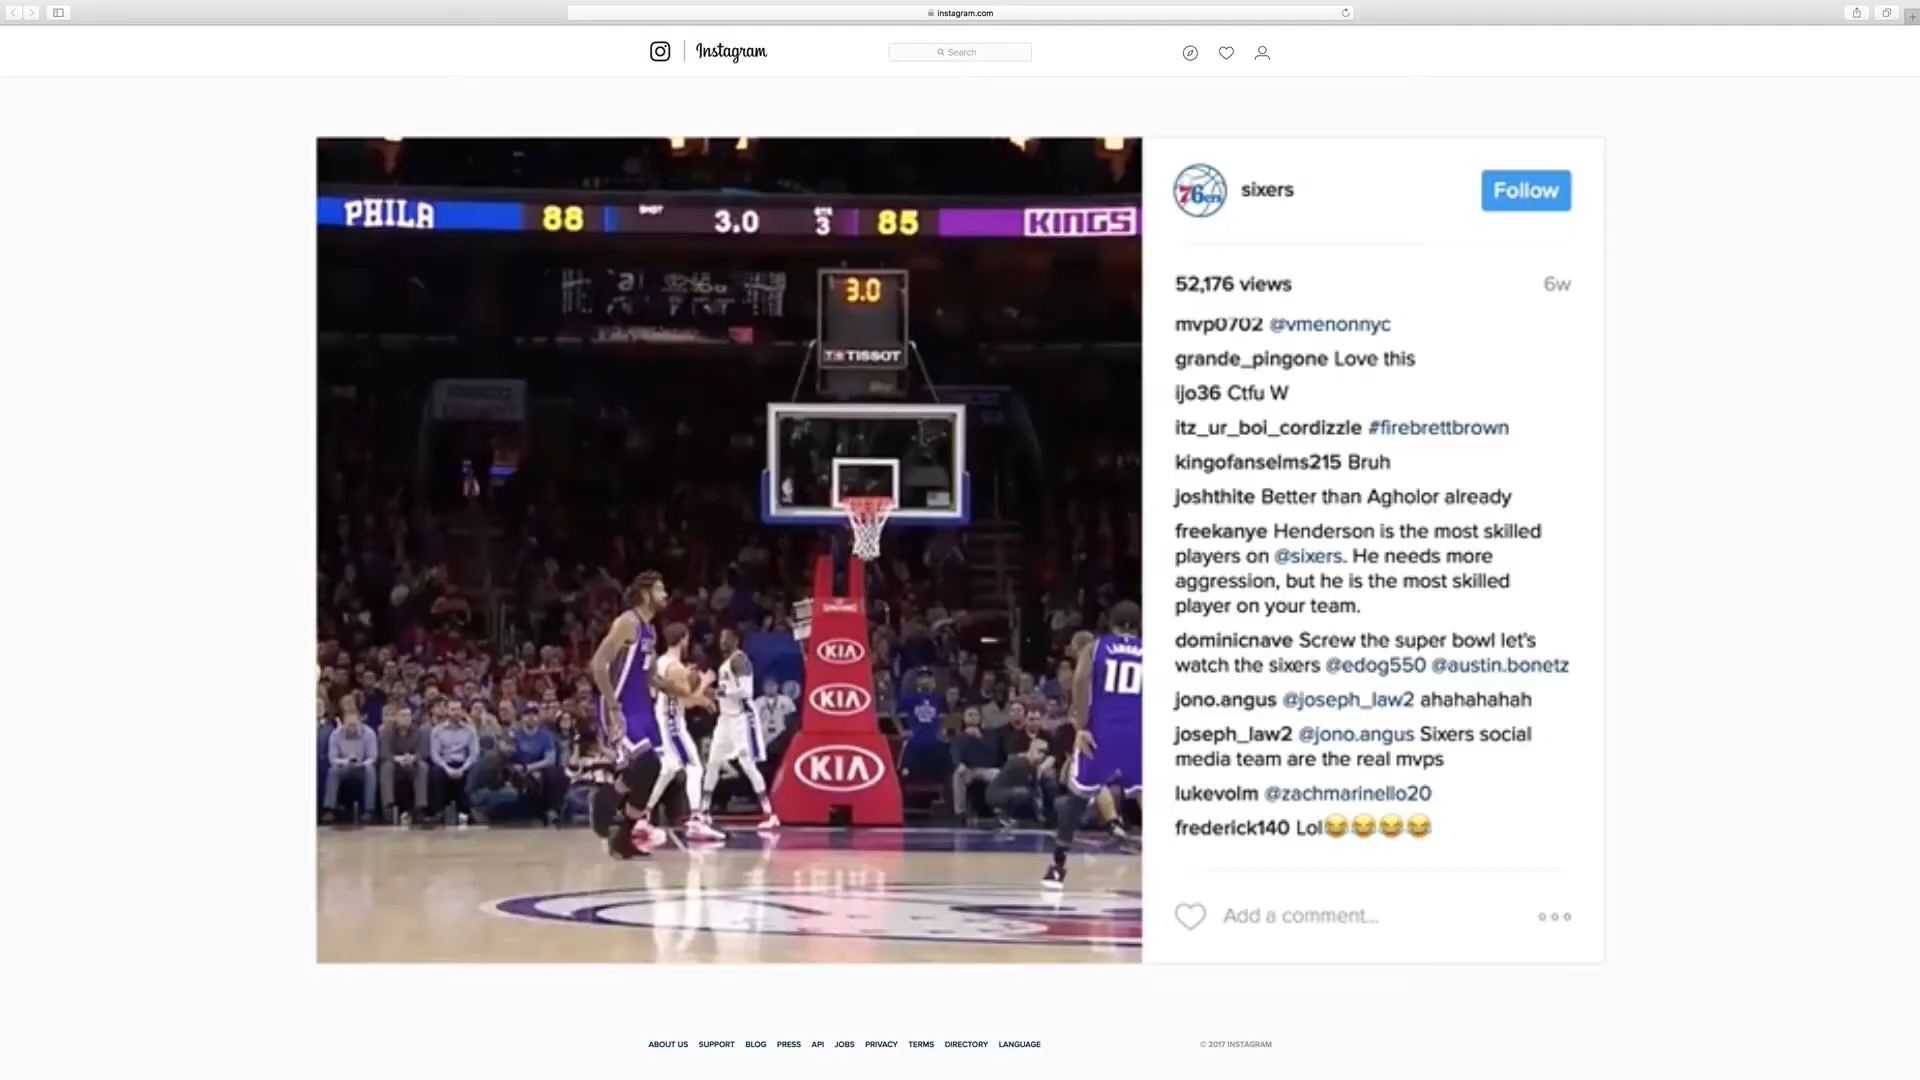 instagram.com
Instagram
Search
PHILA 88 SHOT 3.0 QTR 3 85 KINGS
3.0
TISSOT
KIA
KIA
KIA
10
76ers
sixers
Follow
52,176 views 6w
mvp0702 @vmenonnyc
grande_pingone Love this
ijo36 Ctfu W
itz_ur_boi_cordizzle #firebrettbrown
kingofanselms215 Bruh
joshthite Better than Agholor already
freekanye Henderson is the most skilled
players on @sixers. He needs more
aggression, but he is the most skilled
player on your team.
dominicnave Screw the super bowl let's
watch the sixers @edog550 @austin.bonetz
jono.angus @joseph_law2 ahahahahah
joseph_law2 @jono.angus Sixers social
media team are the real mvps
lukevolm @zachmarinello20
frederick140 Lol😂😂😂😂
Add a comment...
ABOUT US SUPPORT BLOG PRESS API JOBS PRIVACY TERMS DIRECTORY LANGUAGE © 2017 INSTAGRAM